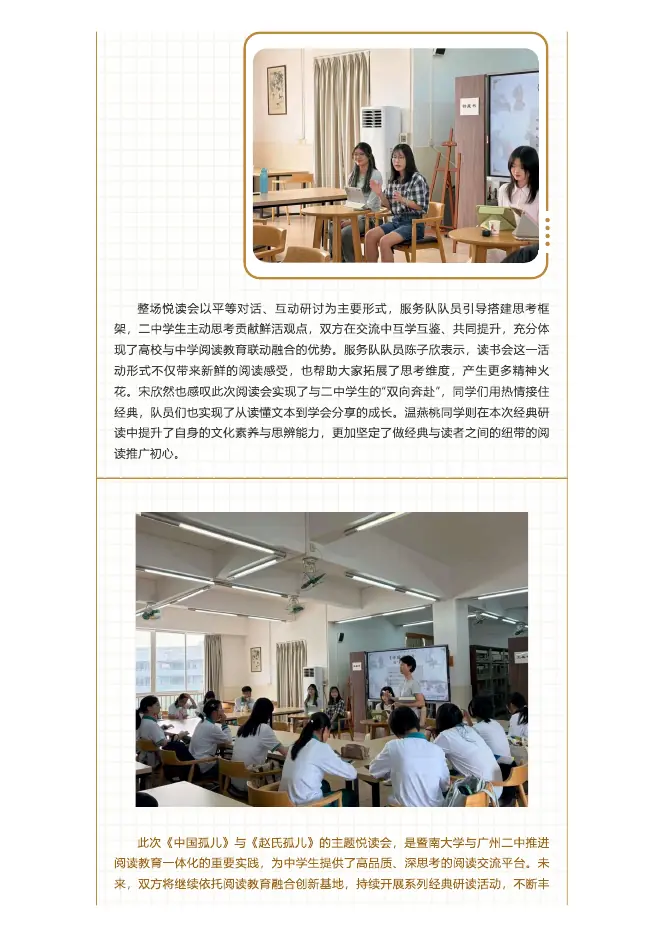 整场悦读会以平等对话、互动研讨为主要形式，服务队队员引导搭建思考框
架，二中学生主动思考贡献鲜活观点，双方在交流中互学互鉴、共同提升，充分体
现了高校与中学阅读教育联动融合的优势。服务队队员陈子欣表示，读书会这一活
动形式不仅带来新鲜的阅读感受，也帮助大家拓展了思考维度，产生更多精神火
花。宋欣然也感叹此次阅读会实现了与二中学生的“双向奔赴”，同学们用热情接住
经典，队员们也实现了从读懂文本到学会分享的成长。温燕桃同学则在本次经典研
读中提升了自身的文化素养与思辨能力，更加坚定了做经典与读者之间的纽带的阅
读推广初心。
此次《中国孤儿》与《赵氏孤儿》的主题悦读会，是暨南大学与广州二中推进
阅读教育一体化的重要实践，为中学生提供了高品质、深思考的阅读交流平台。未
来，双方将继续依托阅读教育融合创新基地，持续开展系列经典研读活动，不断丰